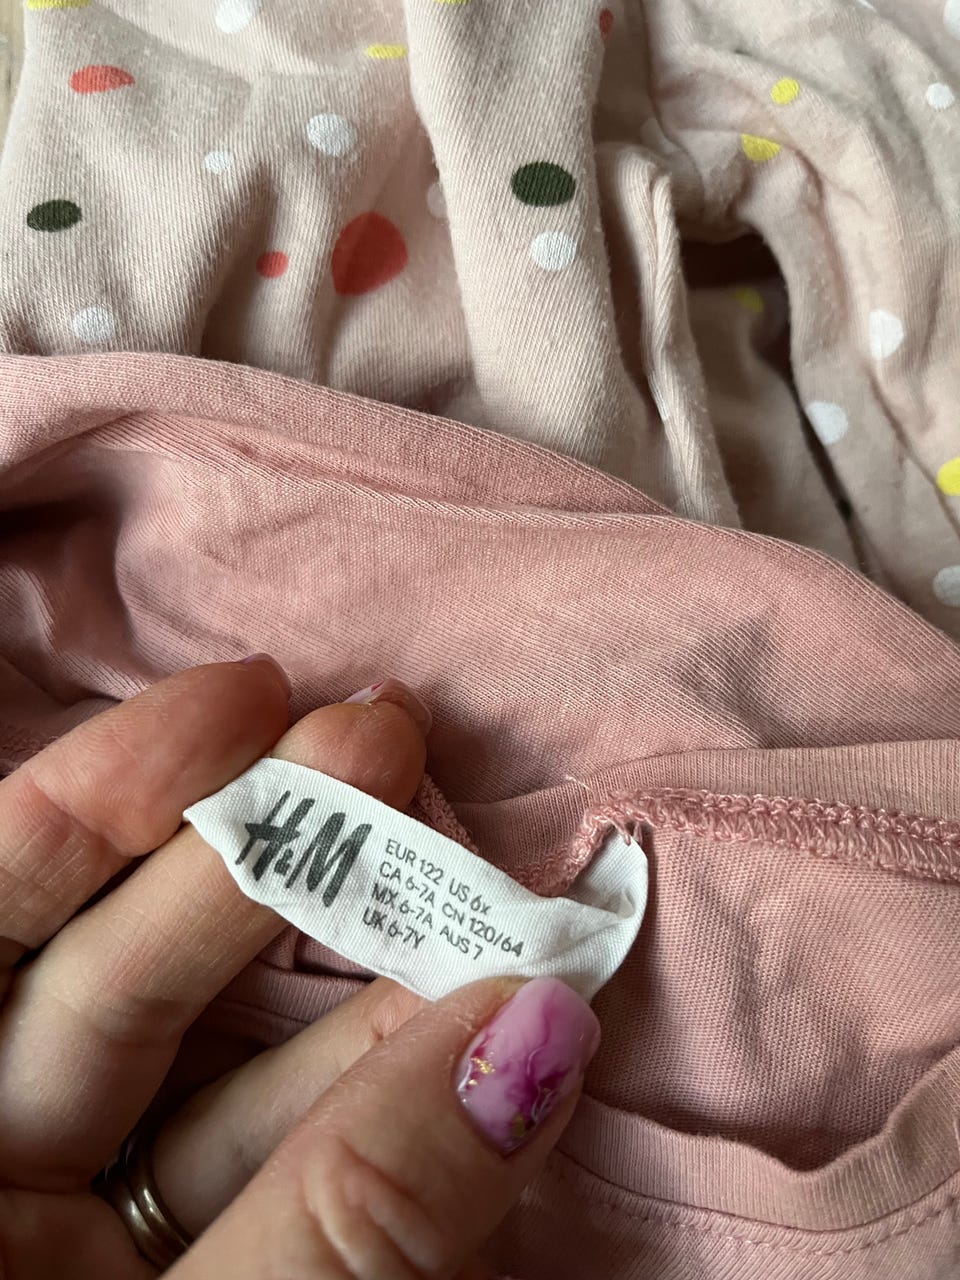 H&M
EUR 122 US 6x
CA 6-7A CN 120/64
MX 6-7A AUS 7
UK 6-7Y